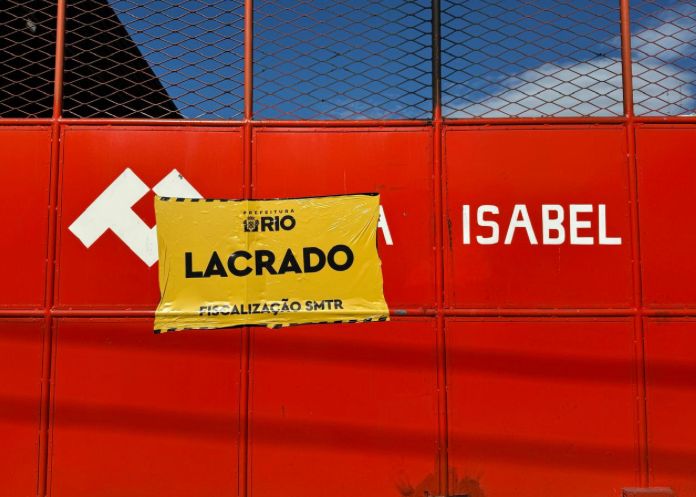 PREFEITURA
RIO
LACRADO
FISCALIZAÇÃO SMTR
A ISABEL